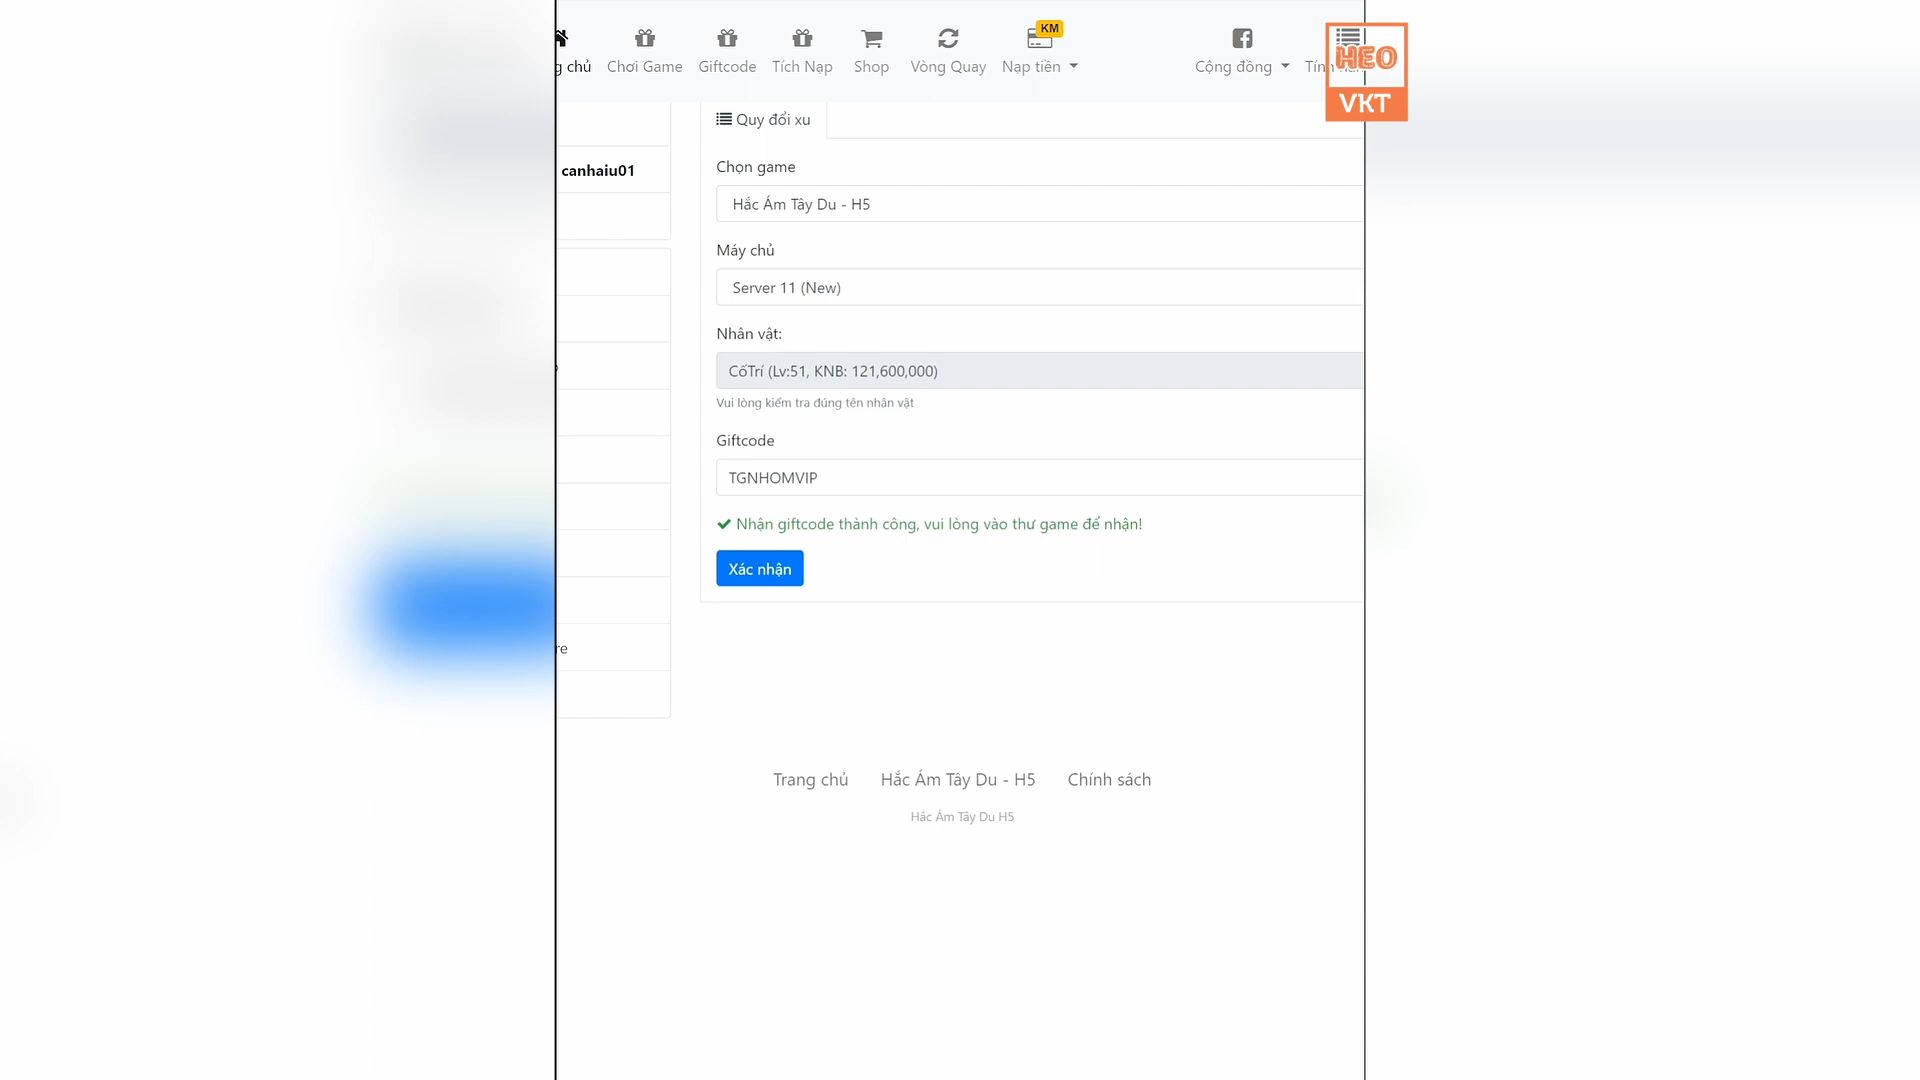 KM
g chủ Chơi Game Giftcode Tích Nạp Shop Vòng Quay Nạp tiền Cộng đồng
HEO
VKT
Quy đổi xu
canhaiu01
Chọn game
Hắc Ám Tây Du - H5
Máy chủ
Server 11 (New)
Nhân vật:
CốTrí (Lv:51, KNB: 121,600,000)
Vui lòng kiểm tra đúng tên nhân vật
Giftcode
TGNHOMVIP
Nhận giftcode thành công, vui lòng vào thư game để nhận!
Xác nhận
re
Trang chủ Hắc Ám Tây Du - H5 Chính sách
Hắc Ám Tây Du H5